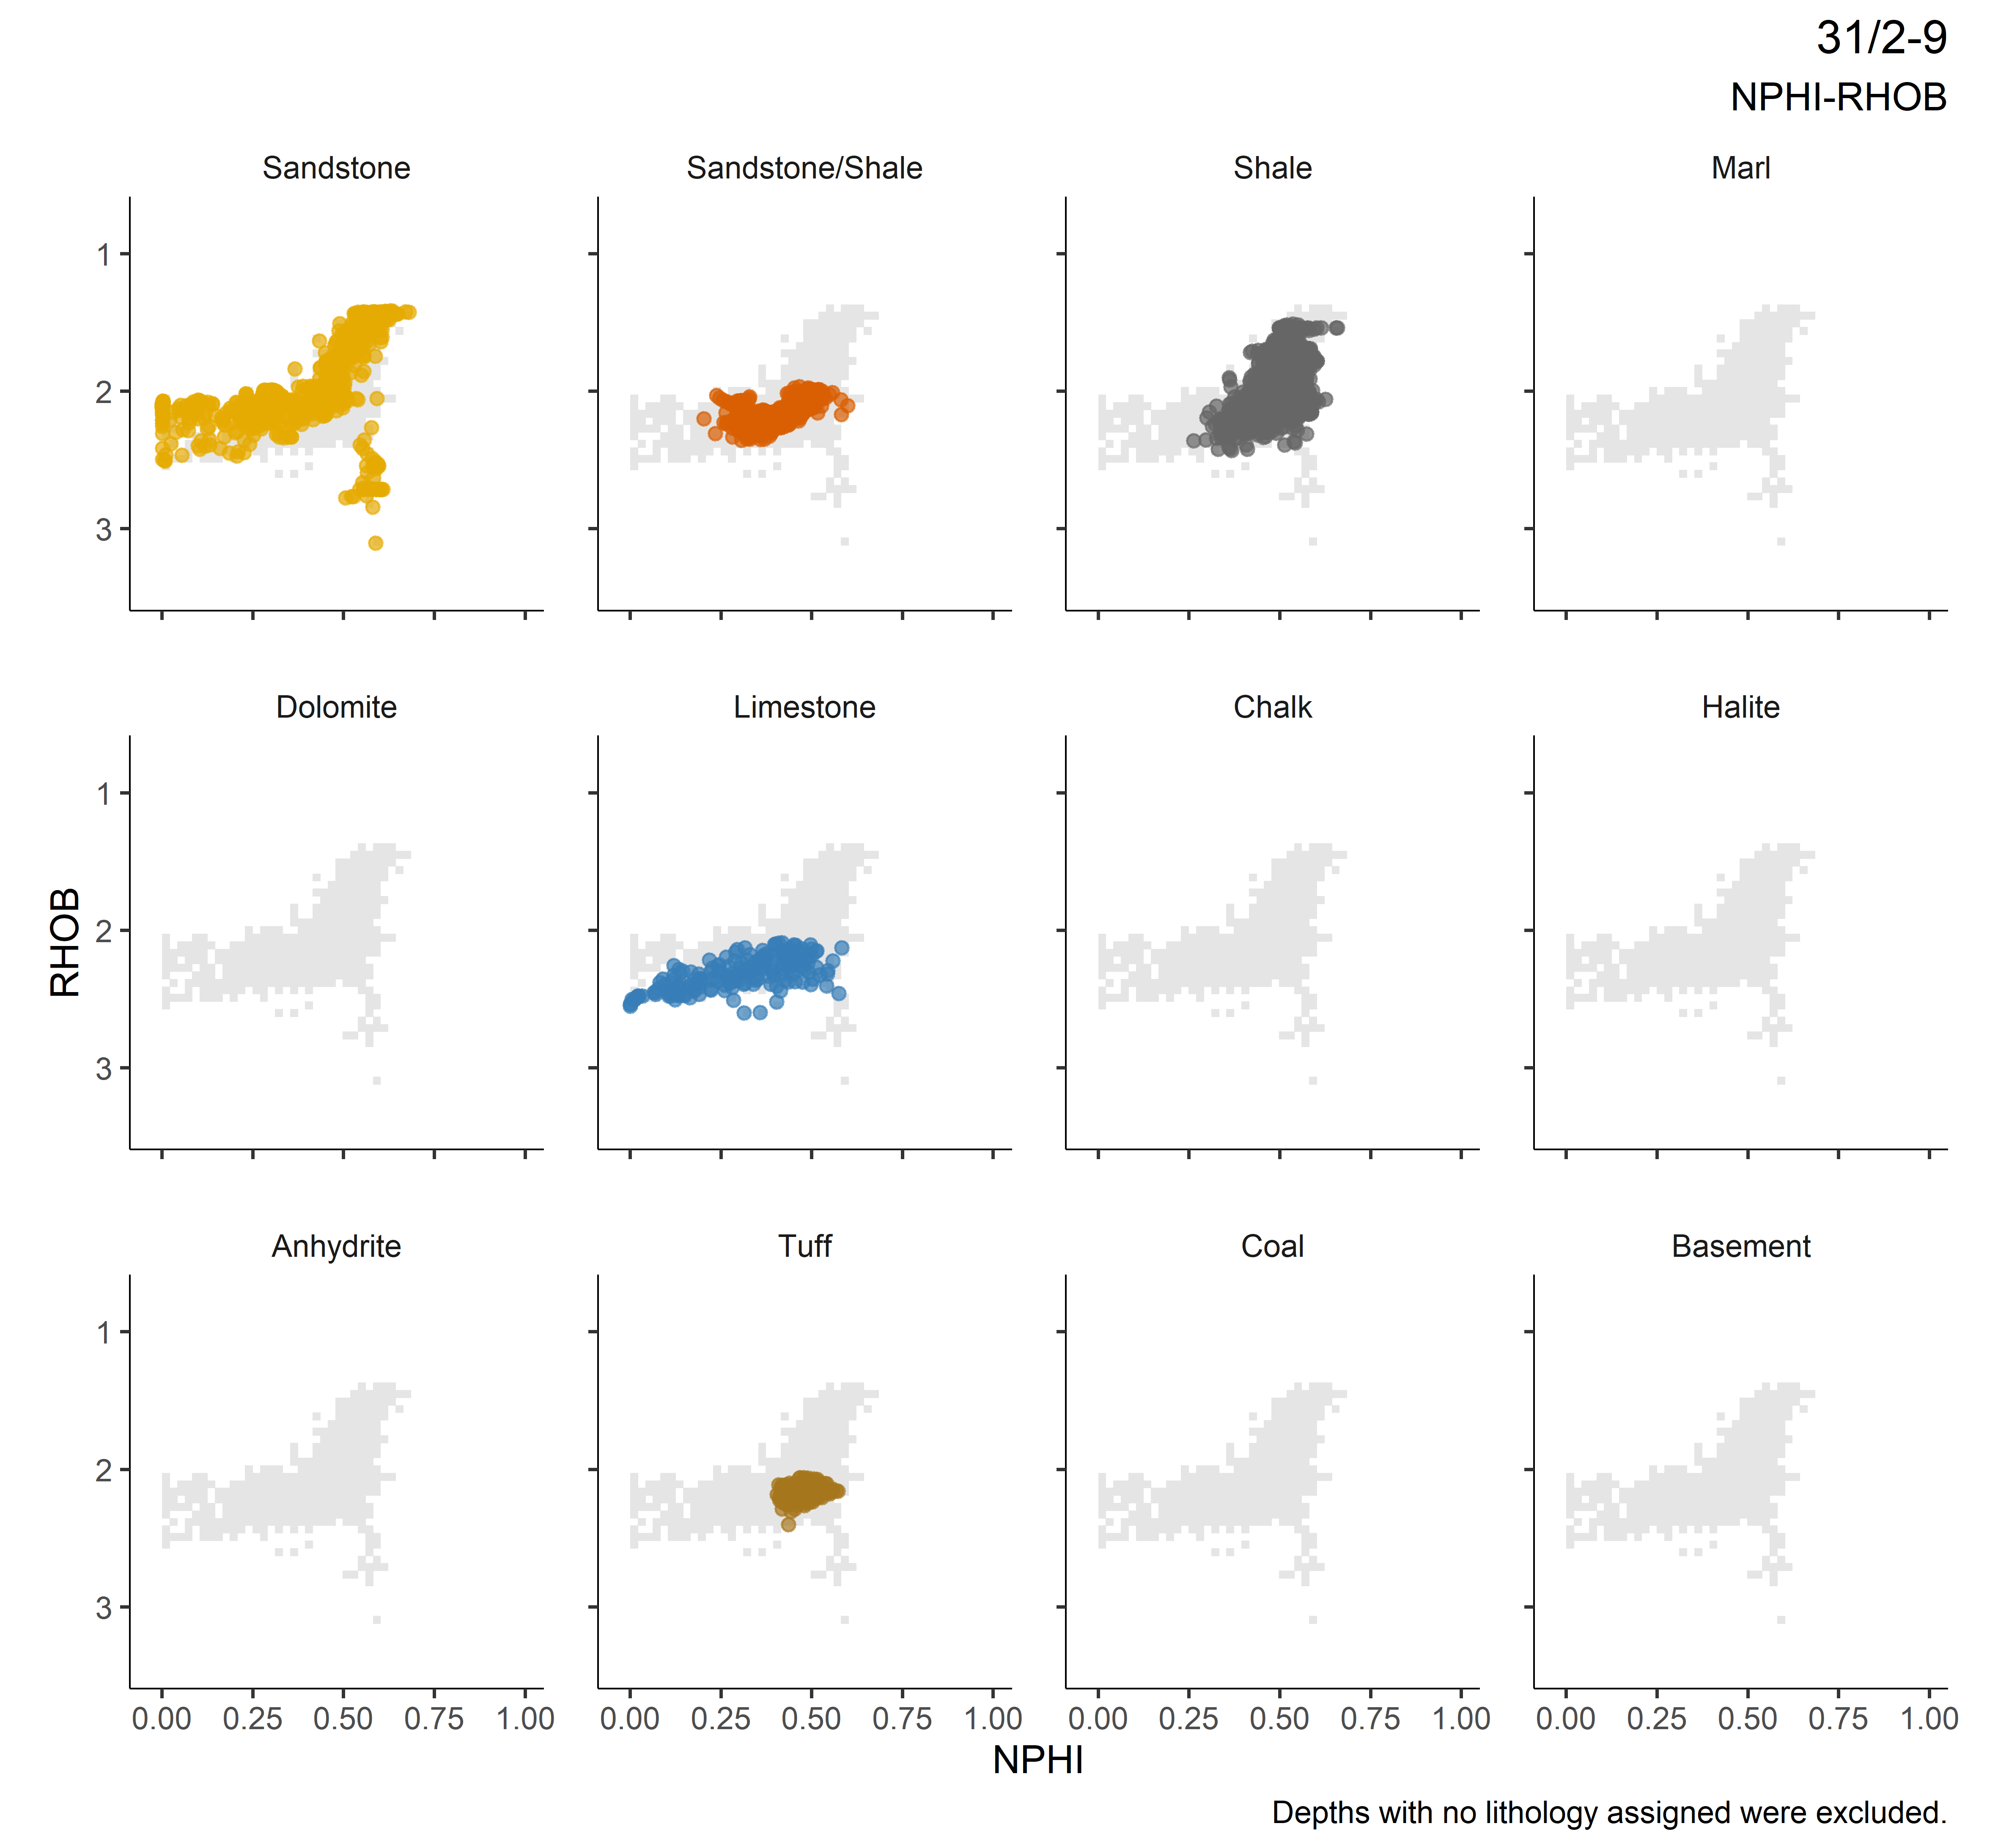 31/2-9
NPHI-RHOB
Sandstone
Sandstone/Shale
Shale
Marl
1
2
3
Dolomite
Limestone
Chalk
Halite
RHOB
1
2
3
Anhydrite
Tuff
Coal
Basement
1
2
3
0.00 0.25 0.50 0.75 1.00
0.00 0.25 0.50 0.75 1.00
0.00 0.25 0.50 0.75 1.00
0.00 0.25 0.50 0.75 1.00
NPHI
Depths with no lithology assigned were excluded.